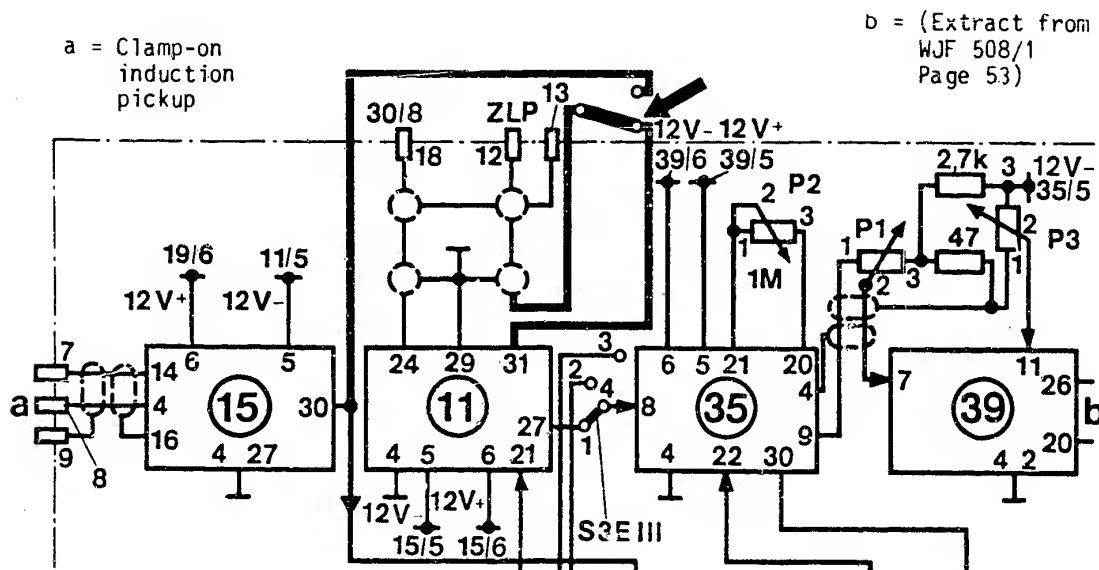 a = Clamp-on
induction
pickup
b = (Extract from
WJF 508/1
Page 53)
30/8
ZLP
13
18
12
12V- 12V+
39/6 39/5
2,7k
3
12V-
35/5
2
P2
3
1
1M
P1
1
3
2
47
2
P3
1
19/6
11/5
12V+
12V-
7
a
9
8
14
4
16
6
5
15
30
4 27
24
29
31
11
27
4
5
6
21
12V-
12V+
15/5
15/6
3
2
4
1
S3EIII
6
5
21
20
8
35
4
9
4
22
30
7
11
39
26
b
20
4
2